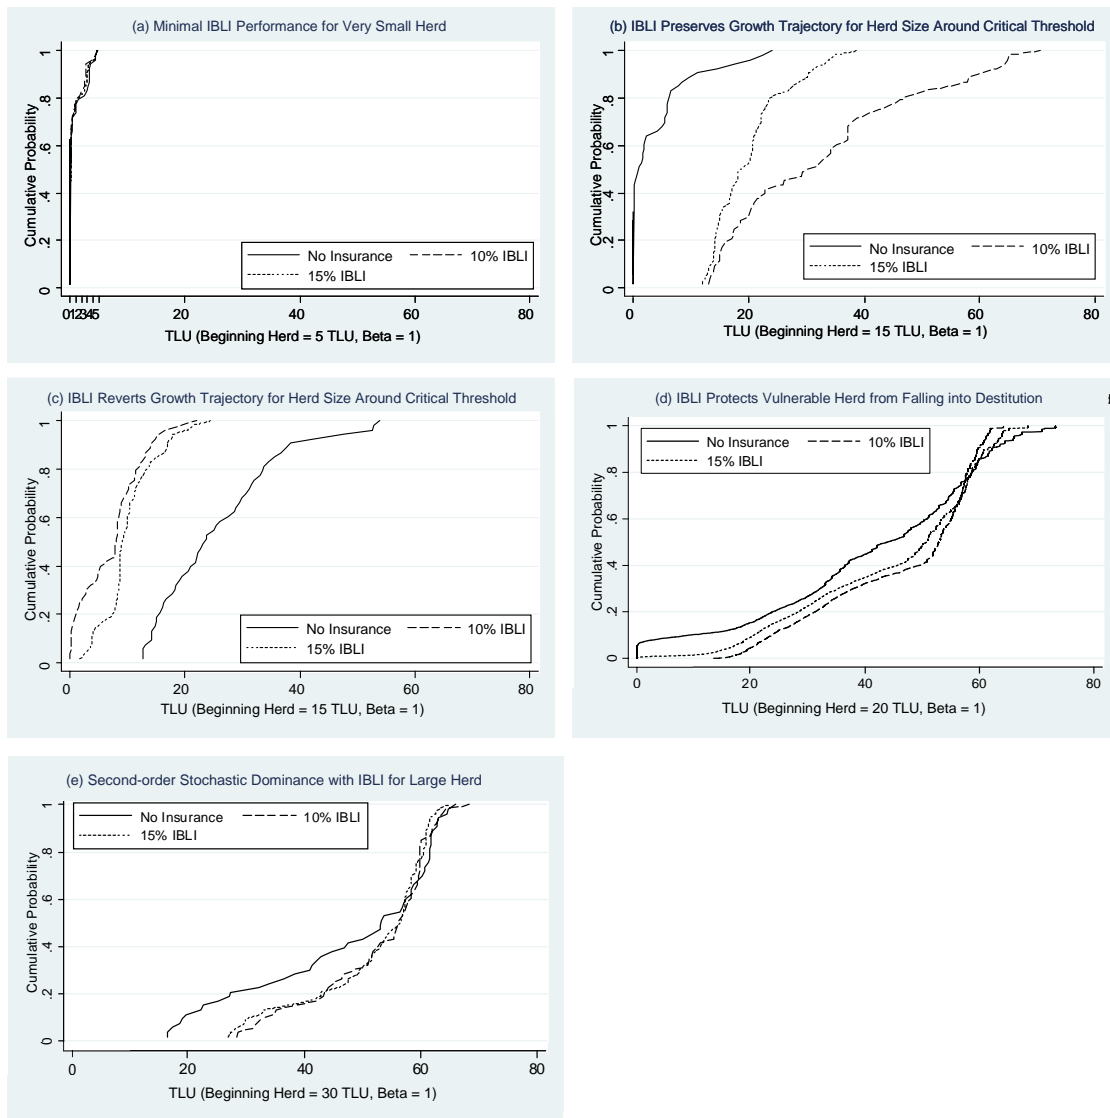 (a) Minimal IBLI Performance for Very Small Herd
Cumulative Probability
0 .2 .4 .6 .8 1
No Insurance 10% IBLI
15% IBLI
0 1 2 3 4 5 20 40 60 80
TLU (Beginning Herd = 5 TLU, Beta = 1)
(b) IBLI Preserves Growth Trajectory for Herd Size Around Critical Threshold
Cumulative Probability
0 .2 .4 .6 .8 1
No Insurance 10% IBLI
15% IBLI
0 20 40 60 80
TLU (Beginning Herd = 15 TLU, Beta = 1)
(c) IBLI Reverts Growth Trajectory for Herd Size Around Critical Threshold
Cumulative Probability
0 .2 .4 .6 .8 1
No Insurance 10% IBLI
15% IBLI
0 20 40 60 80
TLU (Beginning Herd = 15 TLU, Beta = 1)
(d) IBLI Protects Vulnerable Herd from Falling into Destitution
Cumulative Probability
0 .2 .4 .6 .8 1
No Insurance 10% IBLI
15% IBLI
0 20 40 60 80
TLU (Beginning Herd = 20 TLU, Beta = 1)
(e) Second-order Stochastic Dominance with IBLI for Large Herd
Cumulative Probability
0 .2 .4 .6 .8 1
No Insurance 10% IBLI
15% IBLI
0 20 40 60 80
TLU (Beginning Herd = 30 TLU, Beta = 1)